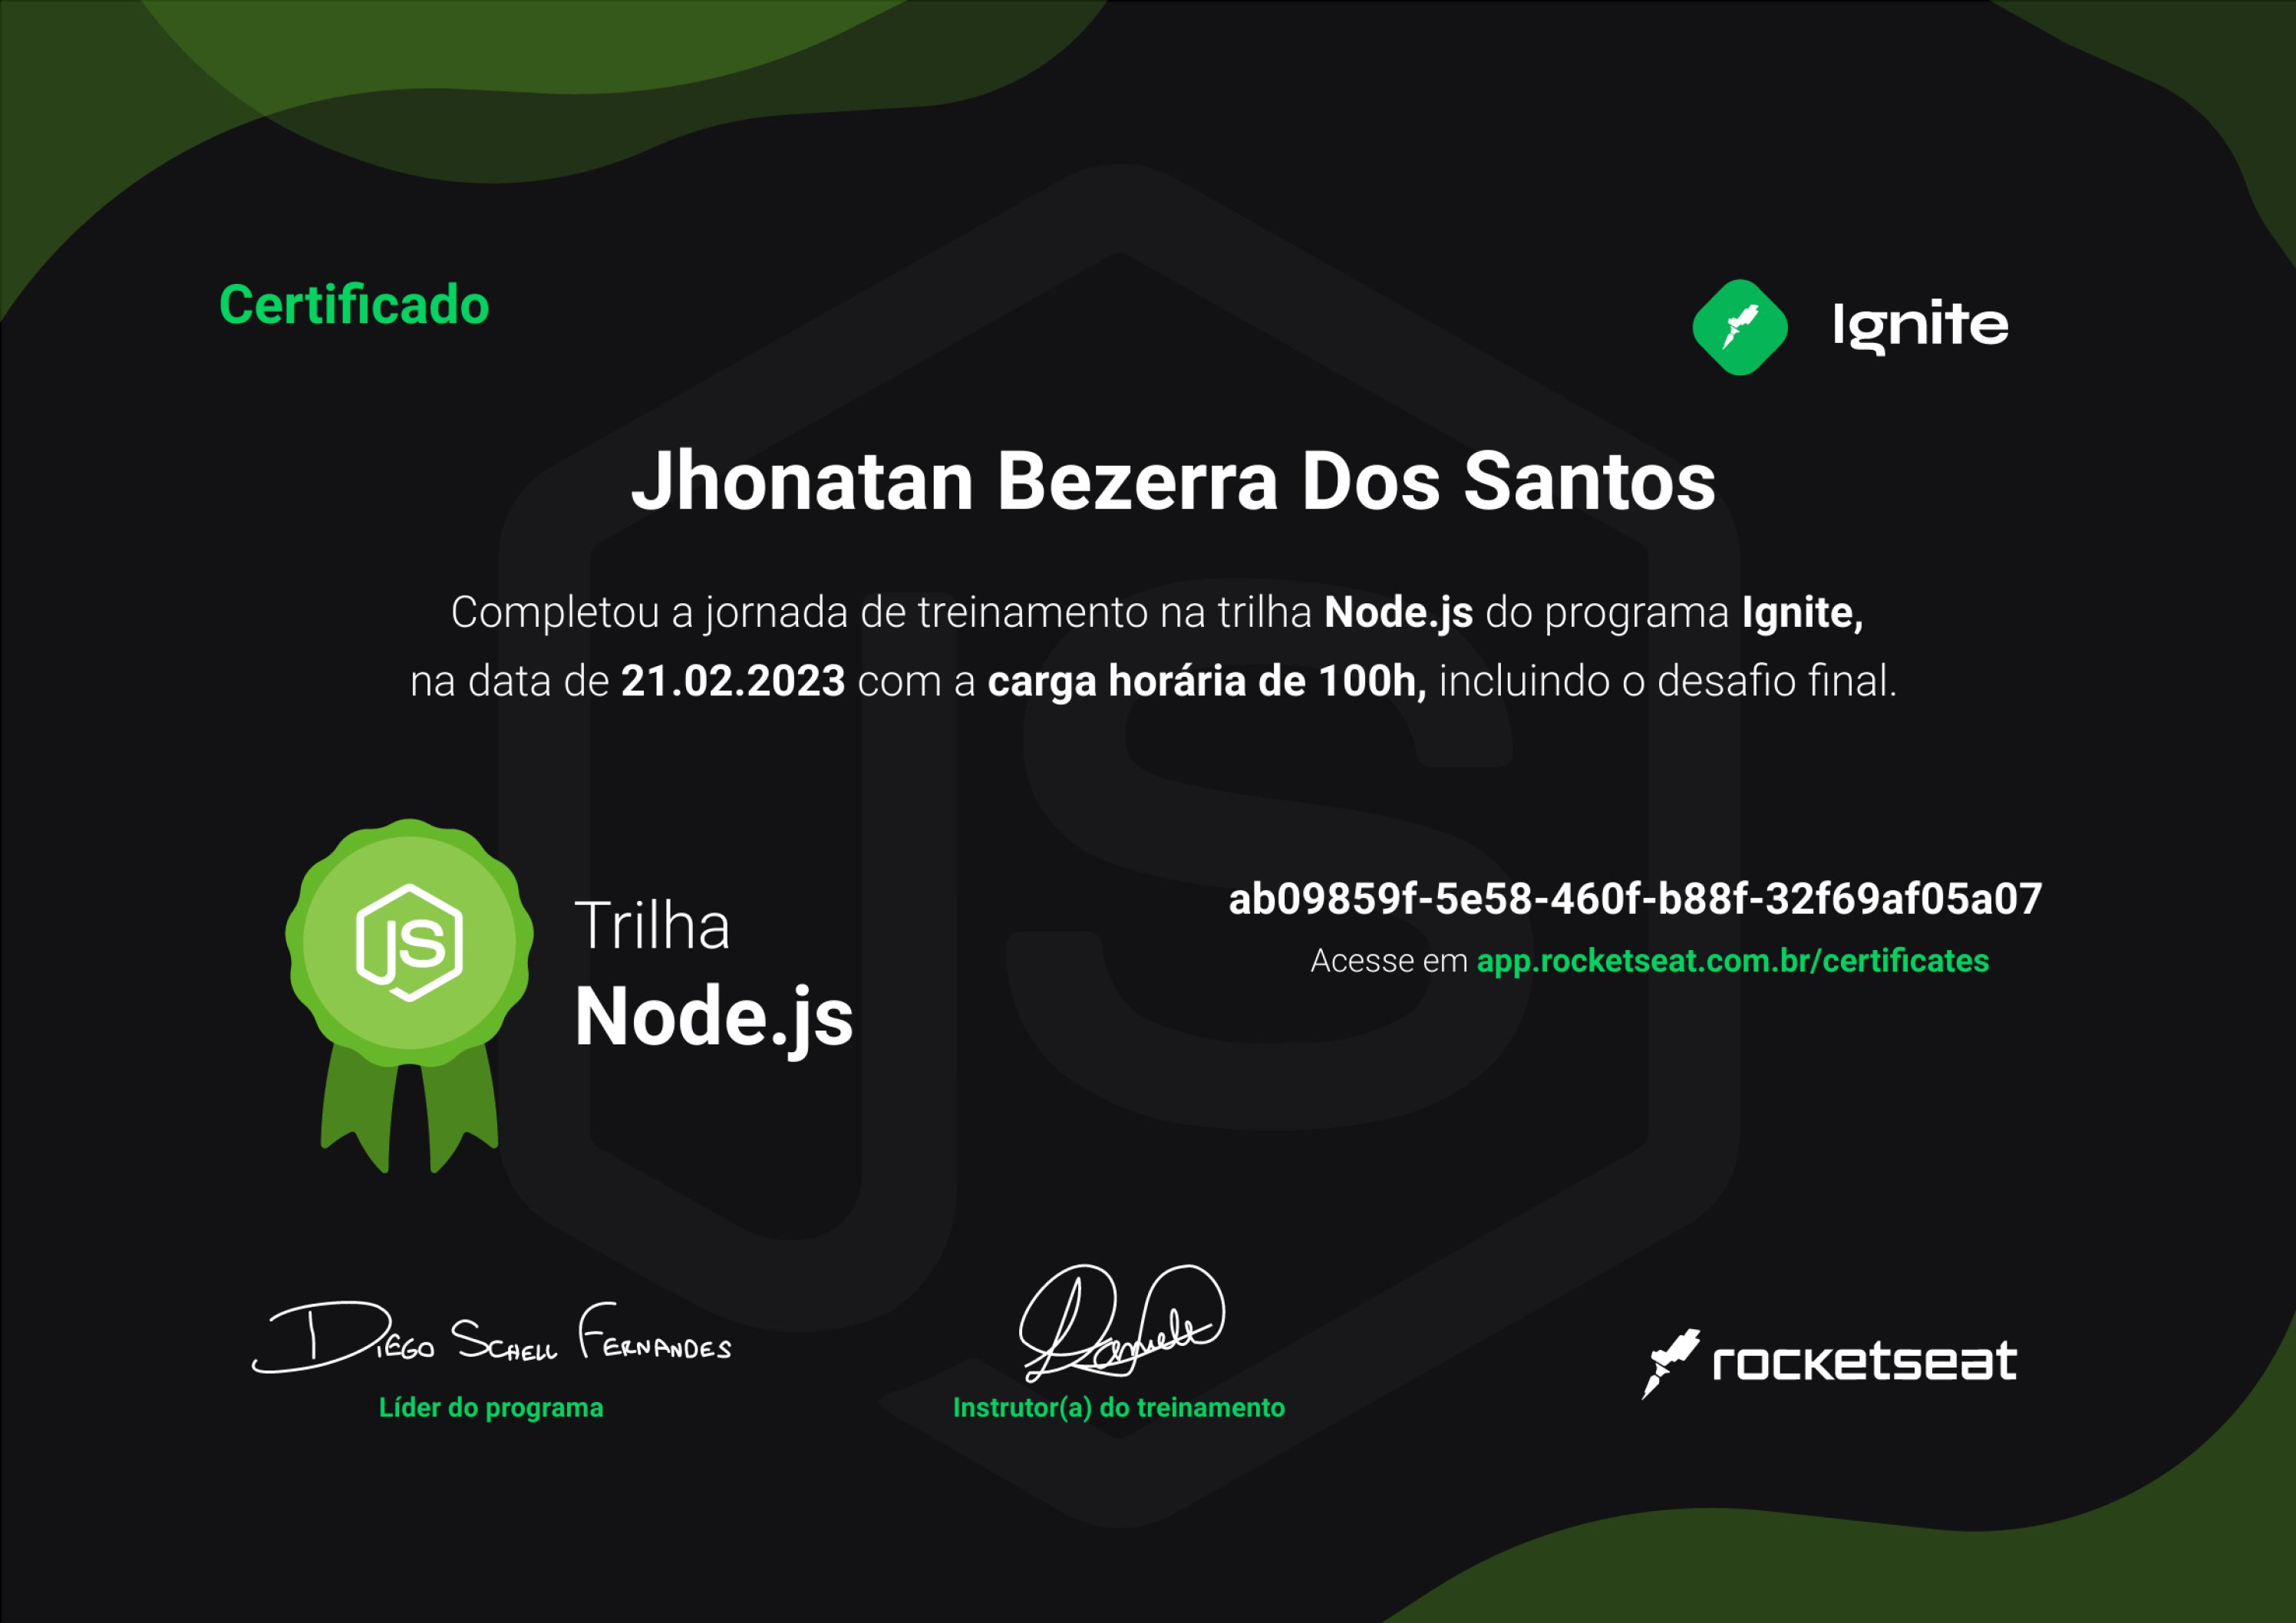 Certificado
Ignite
Jhonatan Bezerra Dos Santos
Completou a jornada de treinamento na trilha Node.js do programa Ignite,
na data de 21.02.2023 com a carga horária de 100h, incluindo o desafio final.
JS
Trilha
Node.js
ab09859f-5e58-460f-b88f-32f69af05a07
Acesse em app.rocketseat.com.br/certificates
Diego Schell Fernandes
Líder do programa
Instrutor(a) do treinamento
rocketseat